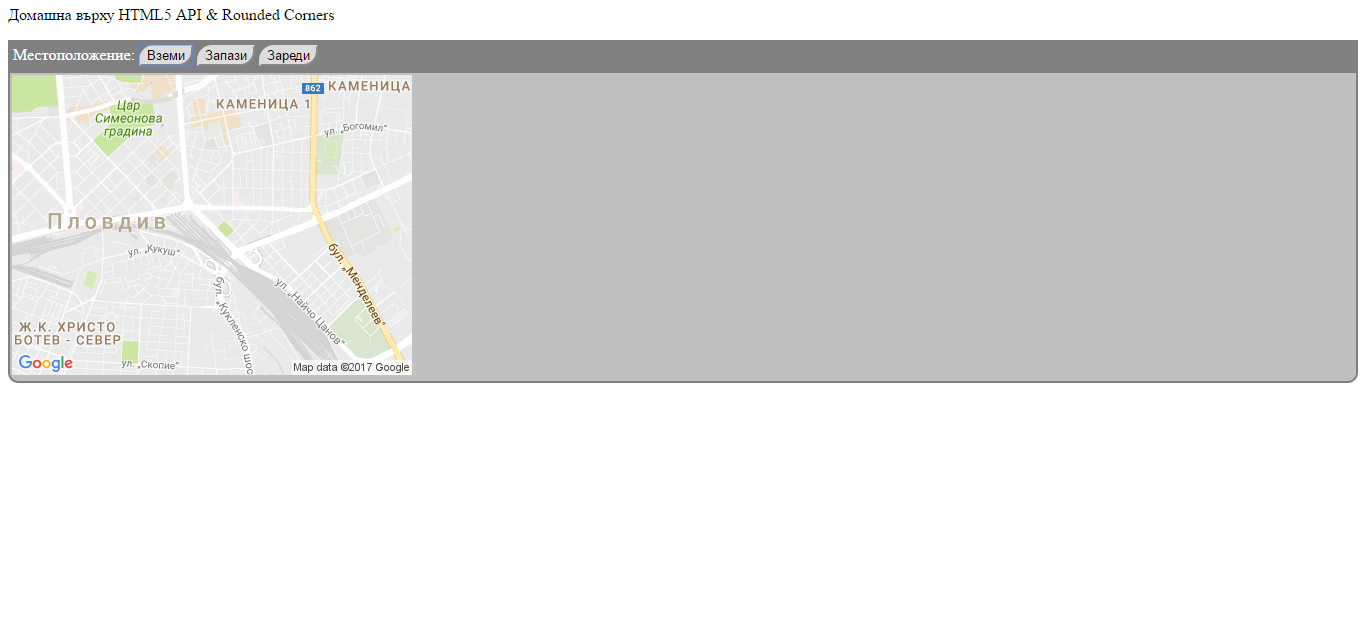 Домашна върху HTML5 API & Rounded Corners
Местоположение: Вземи Запази Зареди
862 КАМЕНИЦА
КАМЕНИЦА 1
Цар
Симеонова
градина
ул. „Богомил“
Пловдив
ул. „Кукуш“
бул. „Менделеев“
ул. „Найчо Цанов“
бул. „Кукленско шос
Ж.К. ХРИСТО
БОТЕВ - СЕВЕР
ул. „Скопие“
Google
Map data ©2017 Google